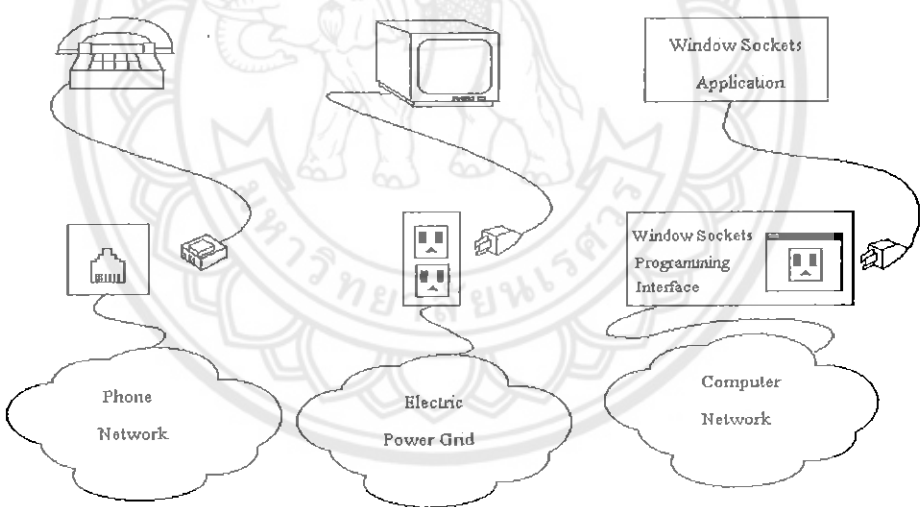 Window Sockets
Application
Window Sockets
Programming
Interface
Phone
Network
Electric
Power Grid
Computer
Network